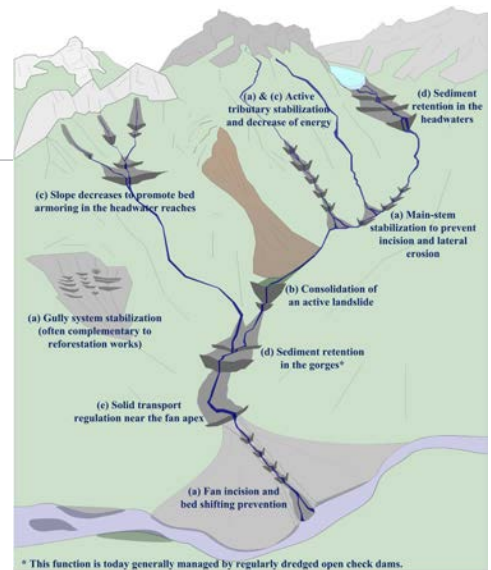 (a) & (c) Active
tributary stabilization
and decrease of energy
(d) Sediment
retention in the
headwaters
(c) Slope decreases to promote bed
armoring in the headwater reaches
(a) Main-stem
stabilization to prevent
incision and lateral
erosion
(b) Consolidation of
an active landslide
(a) Gully system stabilization
(often complementary to
reforestation works)
(d) Sediment retention
in the gorges*
(e) Solid transport
regulation near the fan apex
(a) Fan incision and
bed shifting prevention
* This function is today generally managed by regularly dredged open check dams.